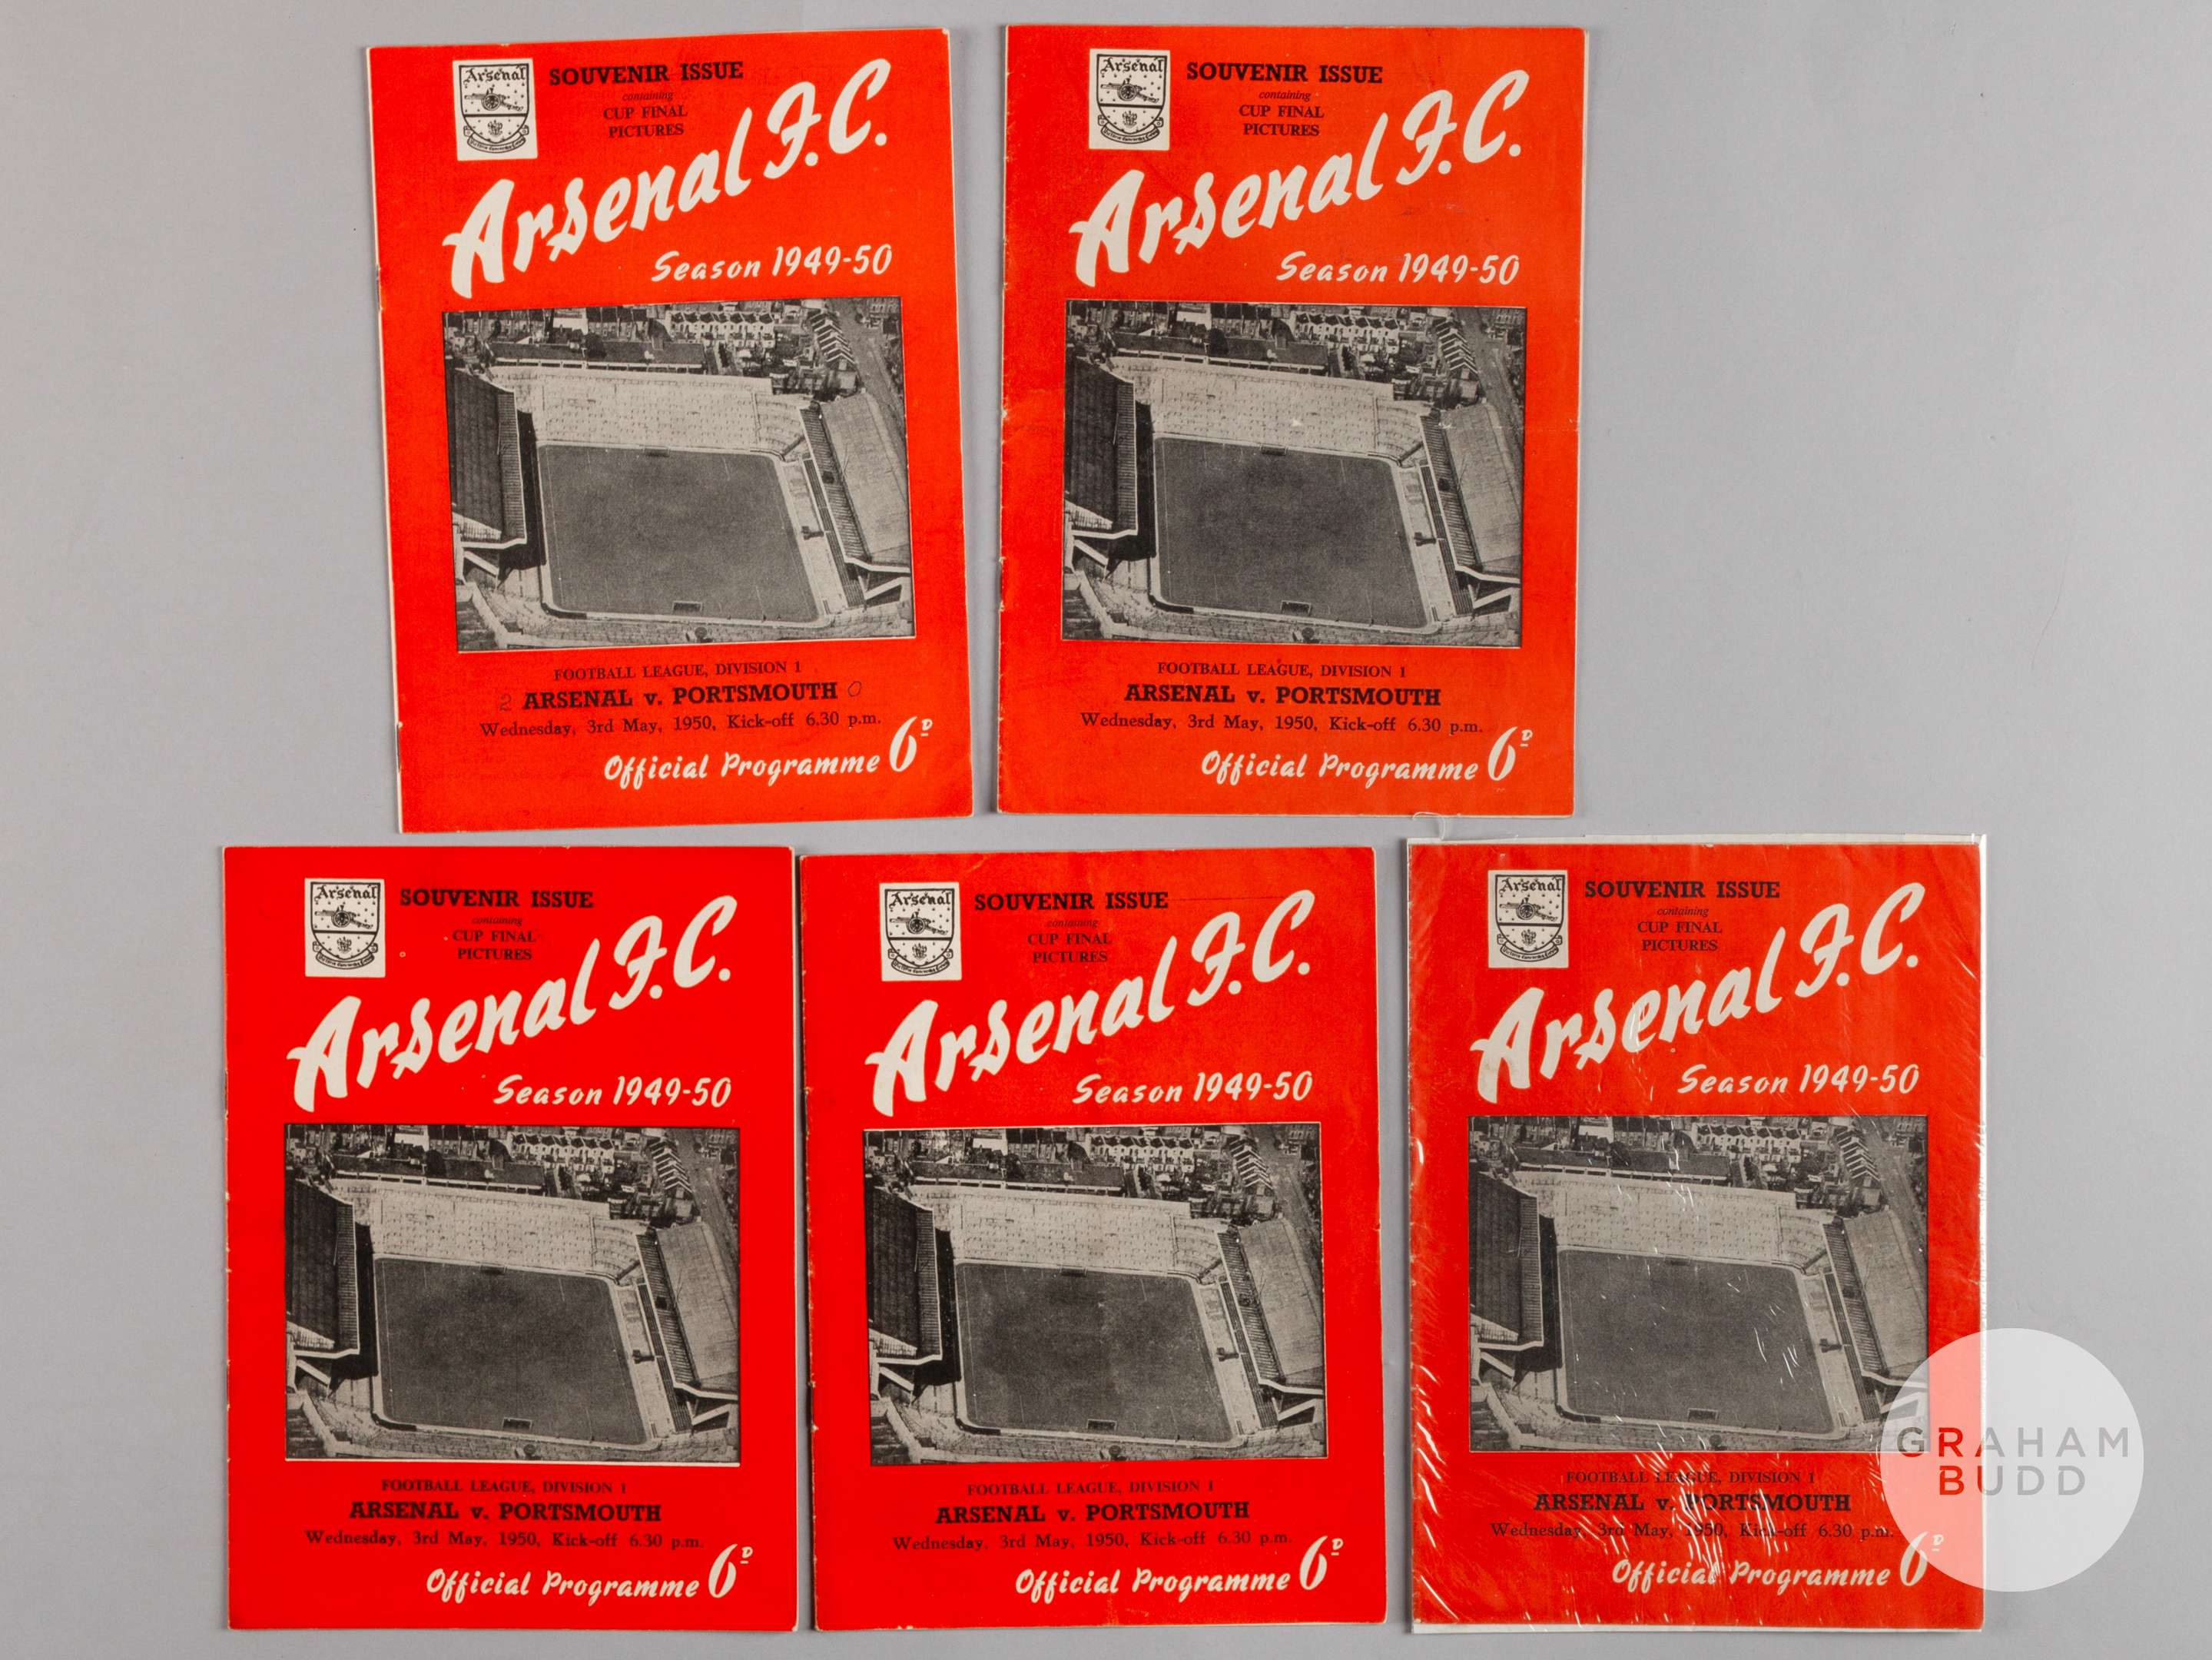 Arsenal
SOUVENIR ISSUE
containing
CUP FINAL
PICTURES
Arsenal F.C.
Season 1949-50
FOOTBALL LEAGUE, DIVISION 1
2 ARSENAL v. PORTSMOUTH 0
Wednesday, 3rd May, 1950, Kick-off 6.30 p.m.
Official Programme 6D
Arsenal
SOUVENIR ISSUE
containing
CUP FINAL
PICTURES
Arsenal F.C.
Season 1949-50
FOOTBALL LEAGUE, DIVISION 1
ARSENAL v. PORTSMOUTH
Wednesday, 3rd May, 1950, Kick-off 6.30 p.m.
Official Programme 6D
Arsenal
SOUVENIR ISSUE
containing
CUP FINAL
PICTURES
Arsenal F.C.
Season 1949-50
FOOTBALL LEAGUE, DIVISION 1
ARSENAL v. PORTSMOUTH
Wednesday, 3rd May, 1950, Kick-off 6.30 p.m.
Official Programme 6D
Arsenal
SOUVENIR ISSUE
containing
CUP FINAL
PICTURES
Arsenal F.C.
Season 1949-50
FOOTBALL LEAGUE, DIVISION 1
ARSENAL v. PORTSMOUTH
Wednesday, 3rd May, 1950, Kick-off 6.30 p.m.
Official Programme 6D
Arsenal
SOUVENIR ISSUE
containing
CUP FINAL
PICTURES
Arsenal F.C.
Season 1949-50
FOOTBALL LEAGUE, DIVISION 1
ARSENAL v. PORTSMOUTH
Wednesday, 3rd May, 1950, Kick-off 6.30 p.m.
Official Programme 6D
GRAHAM
BUDD